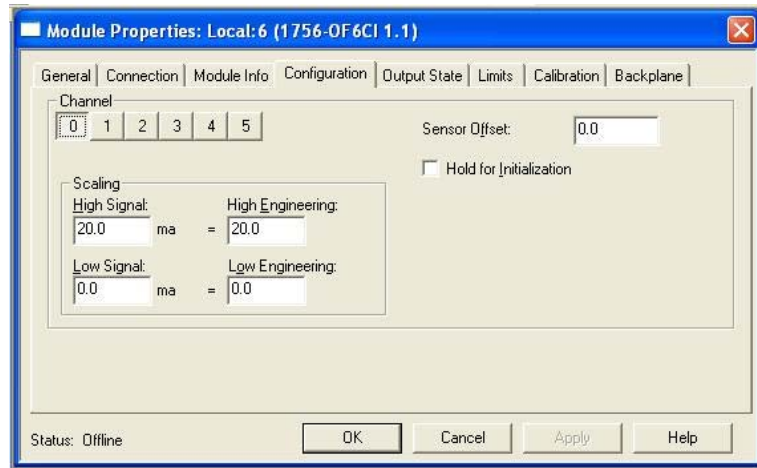 Module Properties: Local:6 (1756-OF6CI 1.1)
General Connection Module Info Configuration Output State Limits Calibration Backplane
Channel
0 1 2 3 4 5
Sensor Offset: 0.0
Hold for Initialization
Scaling
High Signal: High Engineering:
20.0 ma = 20.0
Low Signal: Low Engineering:
0.0 ma = 0.0
Status: Offline
OK Cancel Apply Help